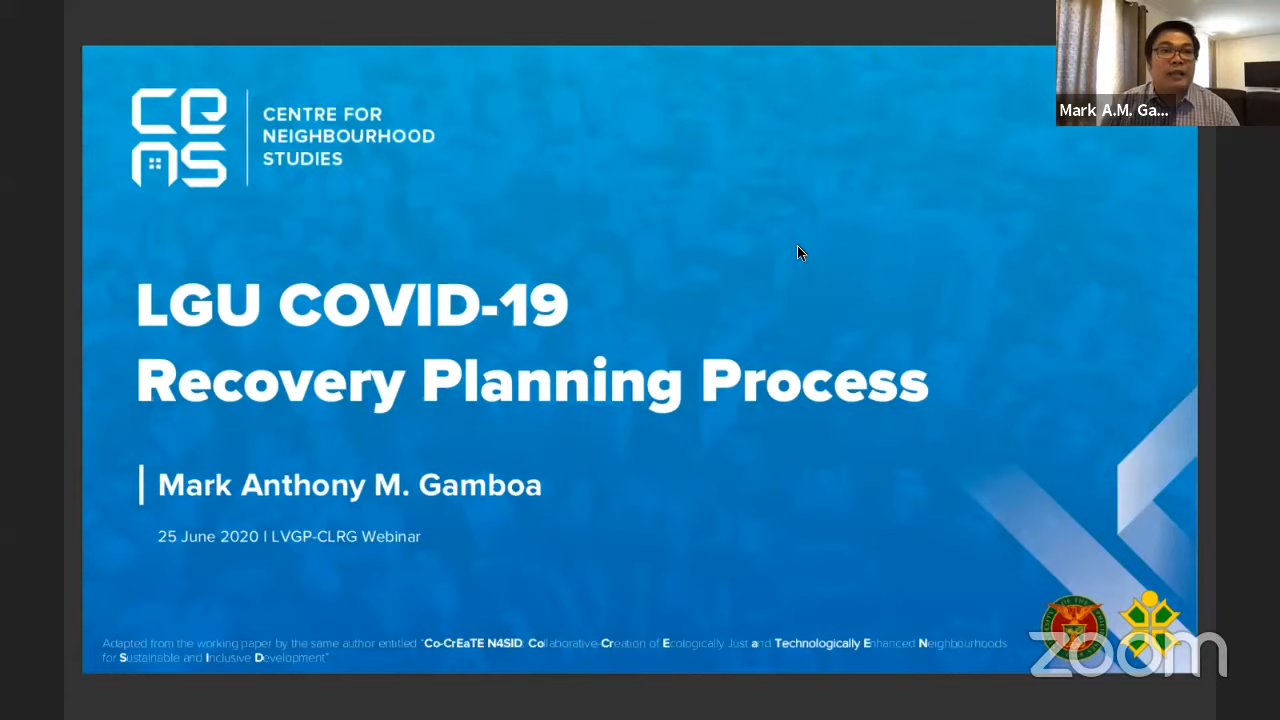 Mark A.M. Ga...
CENTRE FOR
NEIGHBOURHOOD
STUDIES
LGU COVID-19
Recovery Planning Process
Mark Anthony M. Gamboa
25 June 2020 | LVGP-CLRG Webinar
Adapted from the working paper by the same author entitled "Co-CrEaTE N4SID: Collaborative-Creation of Ecologically Just and Technologically Enhanced Neighbourhoods
for Sustainable and Inclusive Development"
zoom